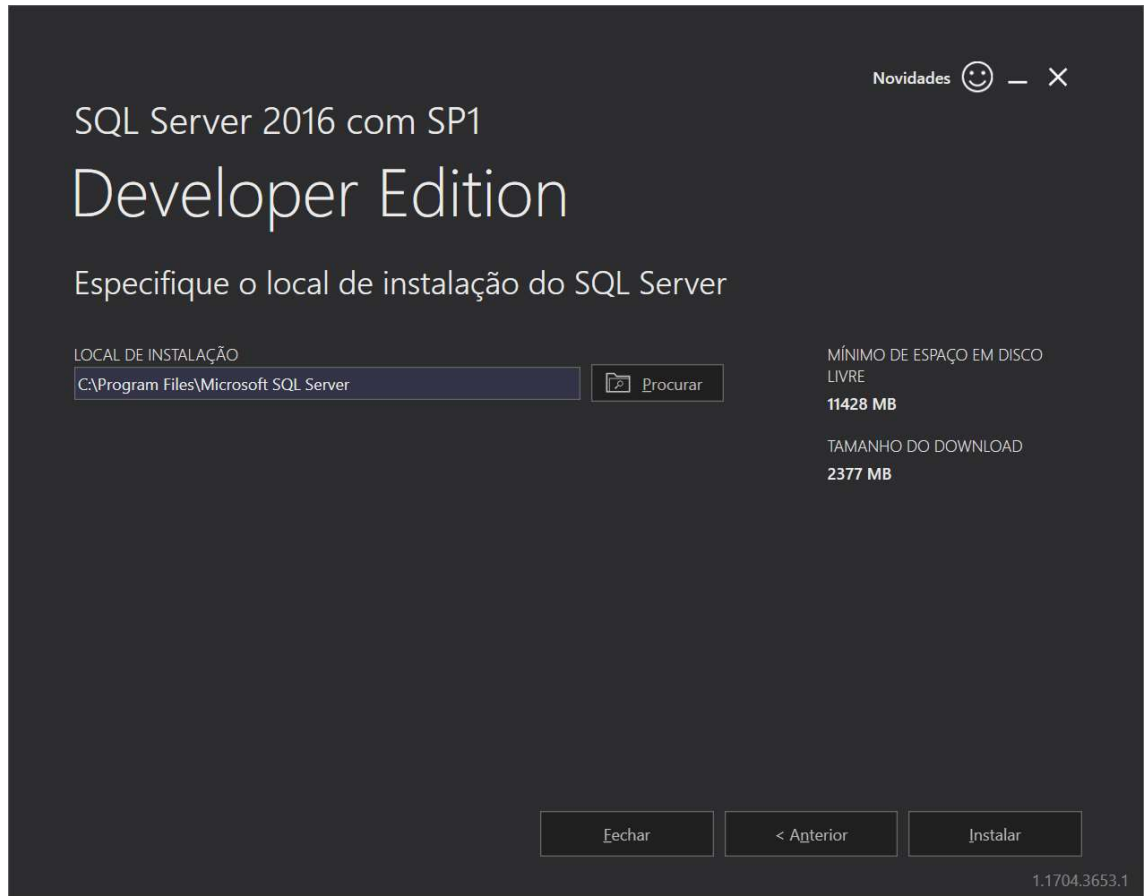 Novidades
SQL Server 2016 com SP1
Developer Edition
Especifique o local de instalação do SQL Server
LOCAL DE INSTALAÇÃO
C:\Program Files\Microsoft SQL Server
Procurar
MÍNIMO DE ESPAÇO EM DISCO
LIVRE
11428 MB
TAMANHO DO DOWNLOAD
2377 MB
Fechar
< Anterior
Instalar
1.1704.3653.1